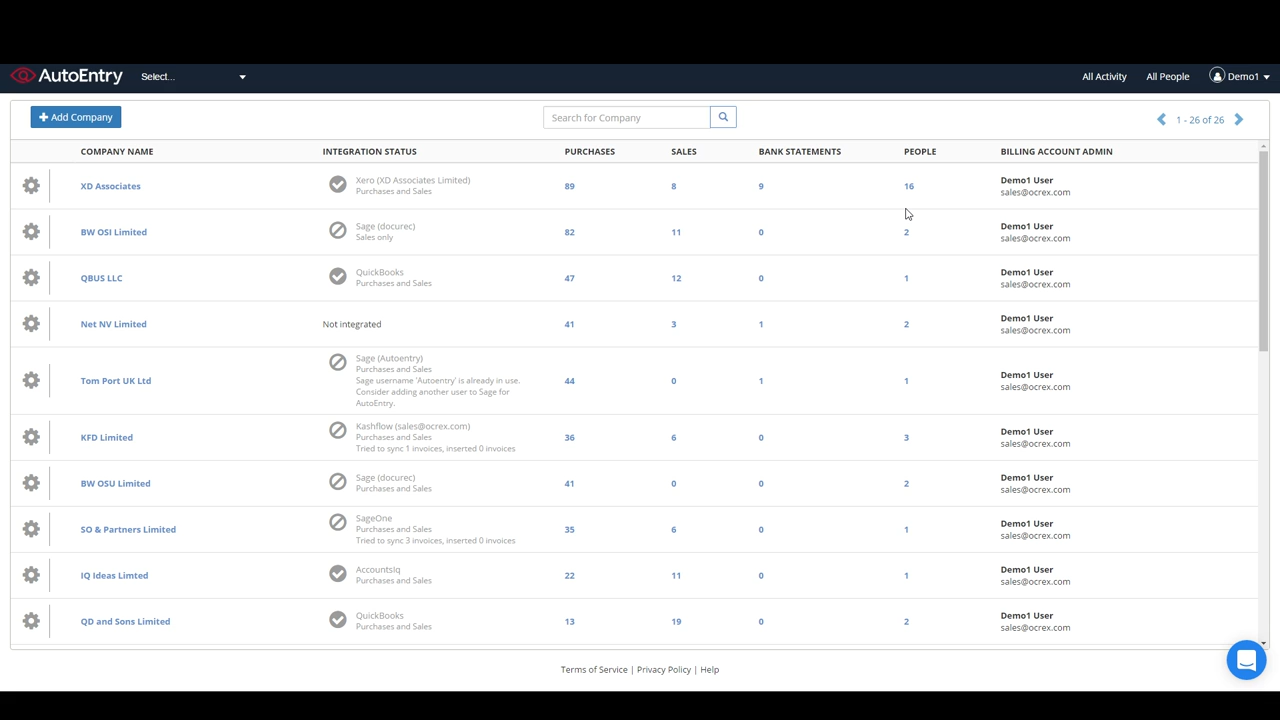 AutoEntry Select... All Activity All People Demo1
Add Company Search for Company 1 - 26 of 26
COMPANY NAME INTEGRATION STATUS PURCHASES SALES BANK STATEMENTS PEOPLE BILLING ACCOUNT ADMIN
XD Associates Xero (XD Associates Limited) 89 8 9 16 Demo1 User
Purchases and Sales sales@ocrex.com
BW OSI Limited Sage (docurec) 82 11 0 2 Demo1 User
Sales only sales@ocrex.com
QBUS LLC QuickBooks 47 12 0 1 Demo1 User
Purchases and Sales sales@ocrex.com
Net NV Limited Not integrated 41 3 1 2 Demo1 User
sales@ocrex.com
Tom Port UK Ltd Sage (Autoentry) 44 0 1 1 Demo1 User
Purchases and Sales sales@ocrex.com
Sage username 'Autoentry' is already in use.
Consider adding another user to Sage for
AutoEntry.
KFD Limited Kashflow (sales@ocrex.com) 36 6 0 3 Demo1 User
Purchases and Sales sales@ocrex.com
Tried to sync 1 invoices, inserted 0 invoices
BW OSU Limited Sage (docurec) 41 0 0 2 Demo1 User
Purchases and Sales sales@ocrex.com
SO & Partners Limited SageOne 35 6 0 1 Demo1 User
Purchases and Sales sales@ocrex.com
Tried to sync 3 invoices, inserted 0 invoices
IQ Ideas Limted AccountsIq 22 11 0 1 Demo1 User
Purchases and Sales sales@ocrex.com
QD and Sons Limited QuickBooks 13 19 0 2 Demo1 User
Purchases and Sales sales@ocrex.com
Terms of Service | Privacy Policy | Help